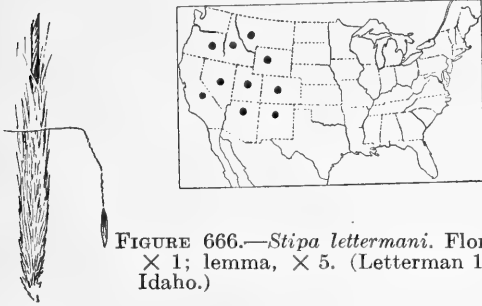 FIGURE 666.—Stipa lettermani. Flor
× 1; lemma, × 5. (Letterman 1
Idaho.)